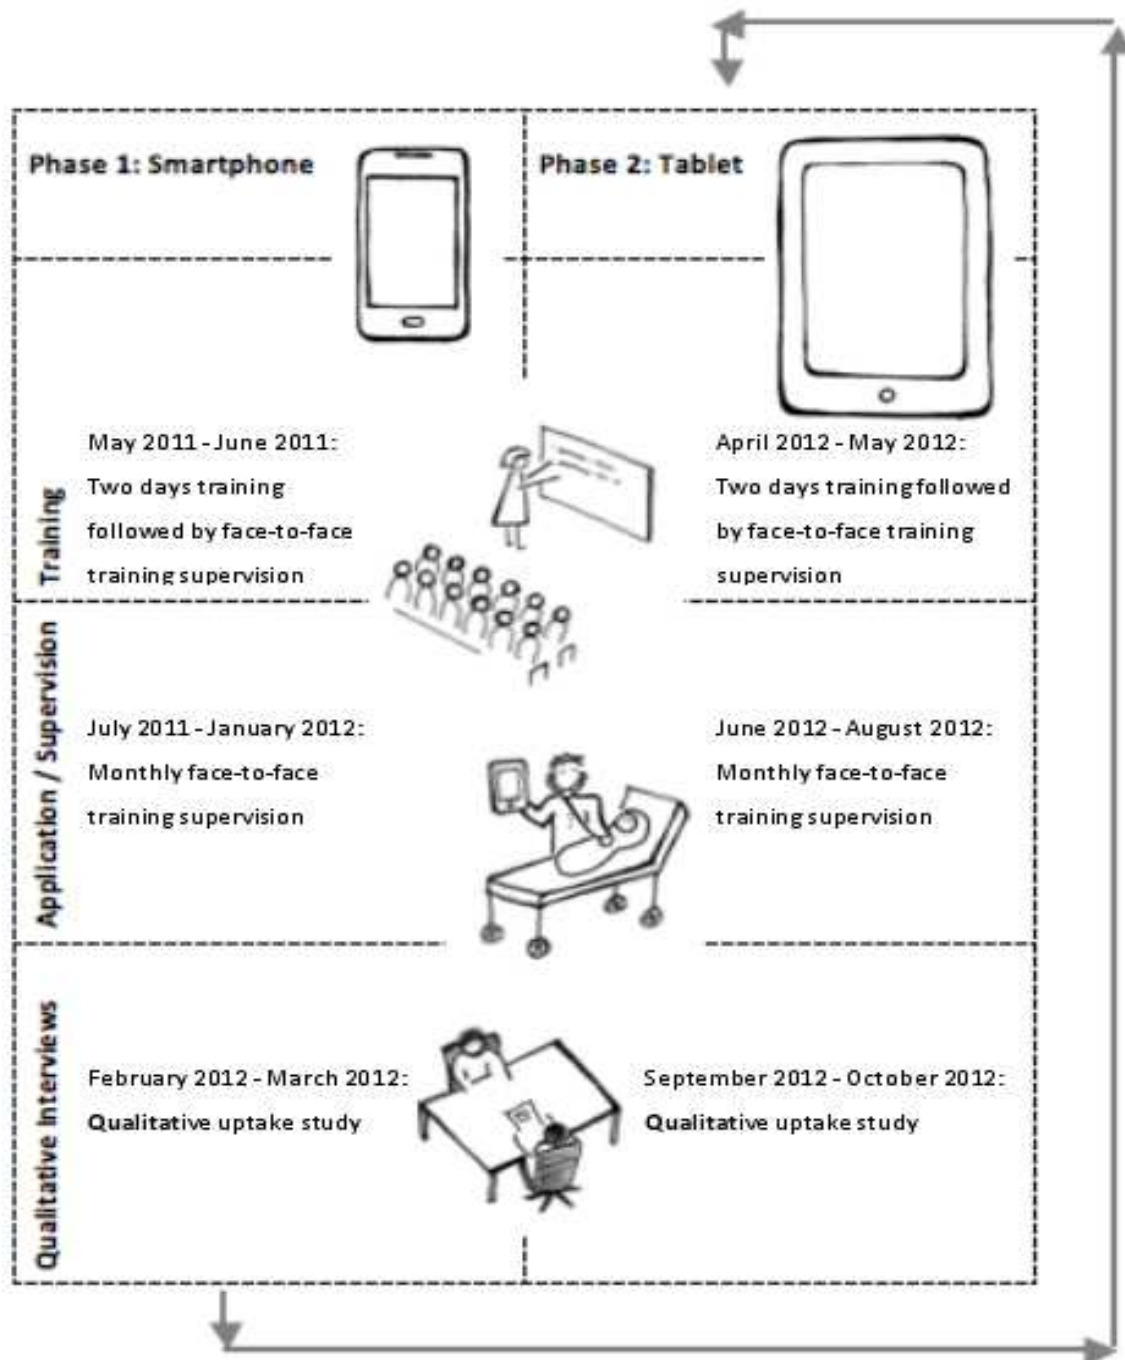 Phase 1: Smartphone
Phase 2: Tablet
Training
May 2011 - June 2011:
Two days training
followed by face-to-face
training supervision
April 2012 - May 2012:
Two days training followed
by face-to-face training
supervision
Application / Supervision
July 2011 - January 2012:
Monthly face-to-face
training supervision
June 2012 - August 2012:
Monthly face-to-face
training supervision
Qualitative Interviews
February 2012 - March 2012:
Qualitative uptake study
September 2012 - October 2012:
Qualitative uptake study